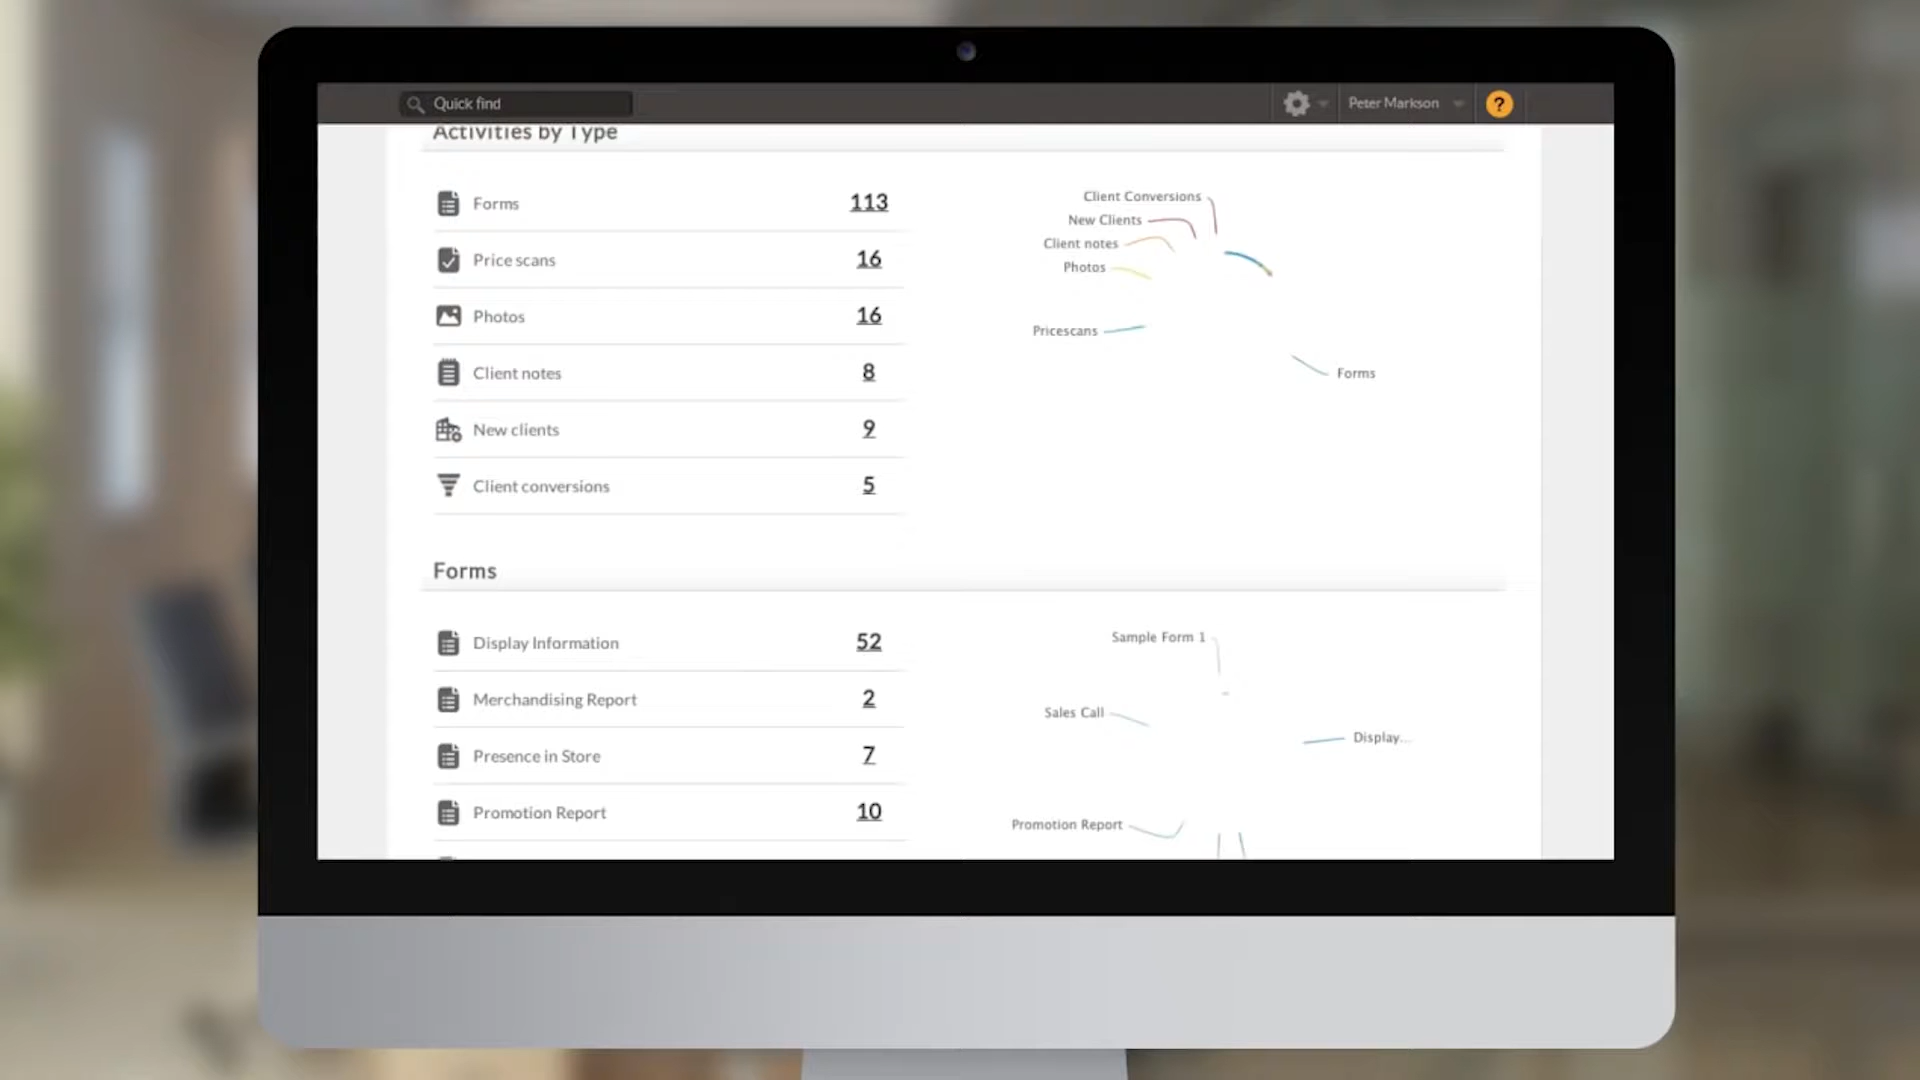 Quick find
Peter Markson
?
Activities by Type
Forms 113
Price scans 16
Photos 16
Client notes 8
New clients 9
Client conversions 5
Client Conversions
New Clients
Client notes
Photos
Pricescans
Forms
Forms
Display Information 52
Merchandising Report 2
Presence in Store 7
Promotion Report 10
Sample Form 1
Sales Call
Display...
Promotion Report